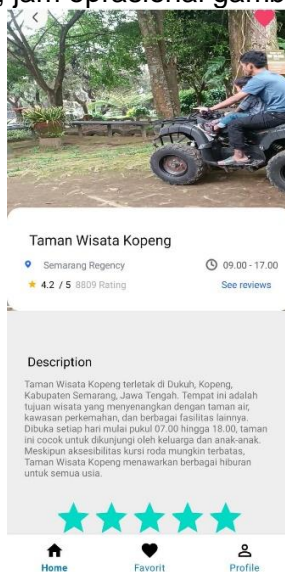 , jam oprasional gamb
Taman Wisata Kopeng
Semarang Regency
09.00 - 17.00
4.2 / 5 8809 Rating
See reviews
Description
Taman Wisata Kopeng terletak di Dukuh, Kopeng,
Kabupaten Semarang, Jawa Tengah. Tempat ini adalah
tujuan wisata yang menyenangkan dengan taman air,
kawasan perkemahan, dan berbagai fasilitas lainnya.
Dibuka setiap hari mulai pukul 07.00 hingga 18.00, taman
ini cocok untuk dikunjungi oleh keluarga dan anak-anak.
Meskipun aksesibilitas kursi roda mungkin terbatas,
Taman Wisata Kopeng menawarkan berbagai hiburan
untuk semua usia.
Home
Favorit
Profile